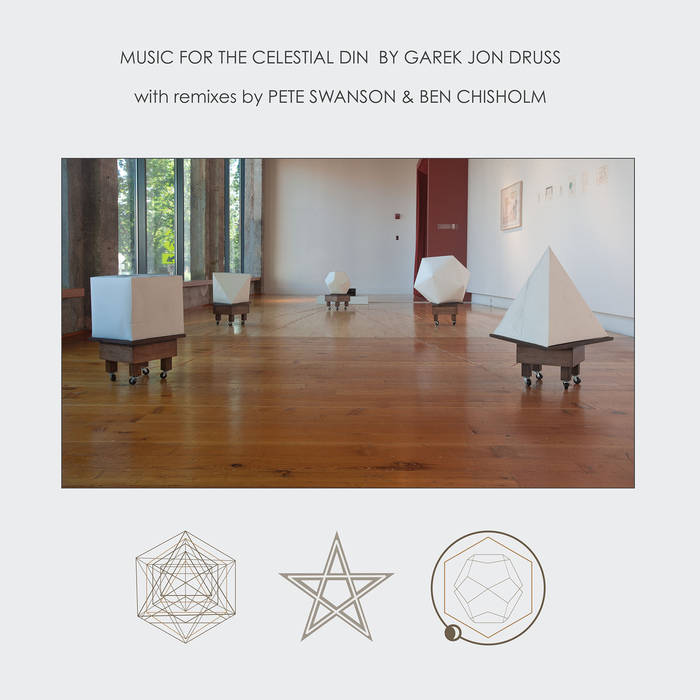 MUSIC FOR THE CELESTIAL DIN BY GAREK JON DRUSS
with remixes by PETE SWANSON & BEN CHISHOLM